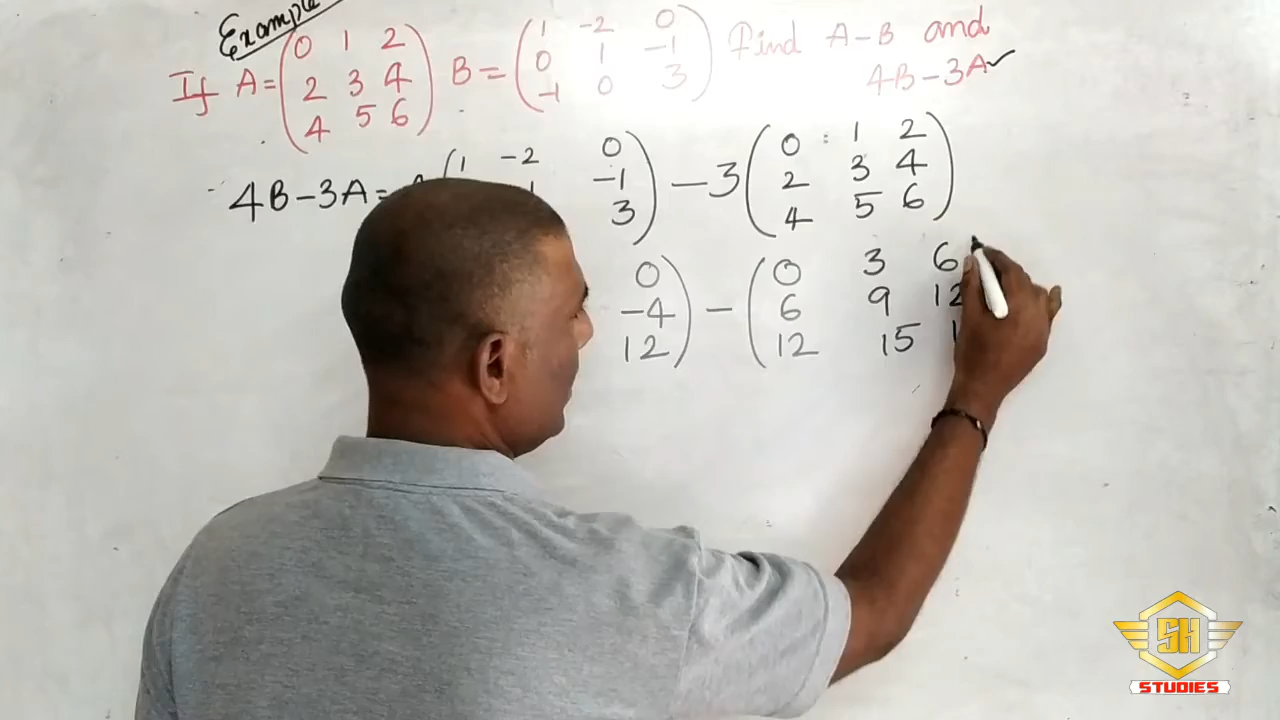 Example
If A = ( 0 1 2 B = ( 1 -2 0 ) Find A-B and
2 3 4 0 1 -1 4B-3A✓
4 5 6 ) -1 0 3
4B-3A = ( 1 -2 0 ) -3 ( 0 1 2 )
-1 2 3 4
3 4 5 6
0 ) - ( 0 3 6
-4 6 9 12
12 12 15
SH
STUDIES